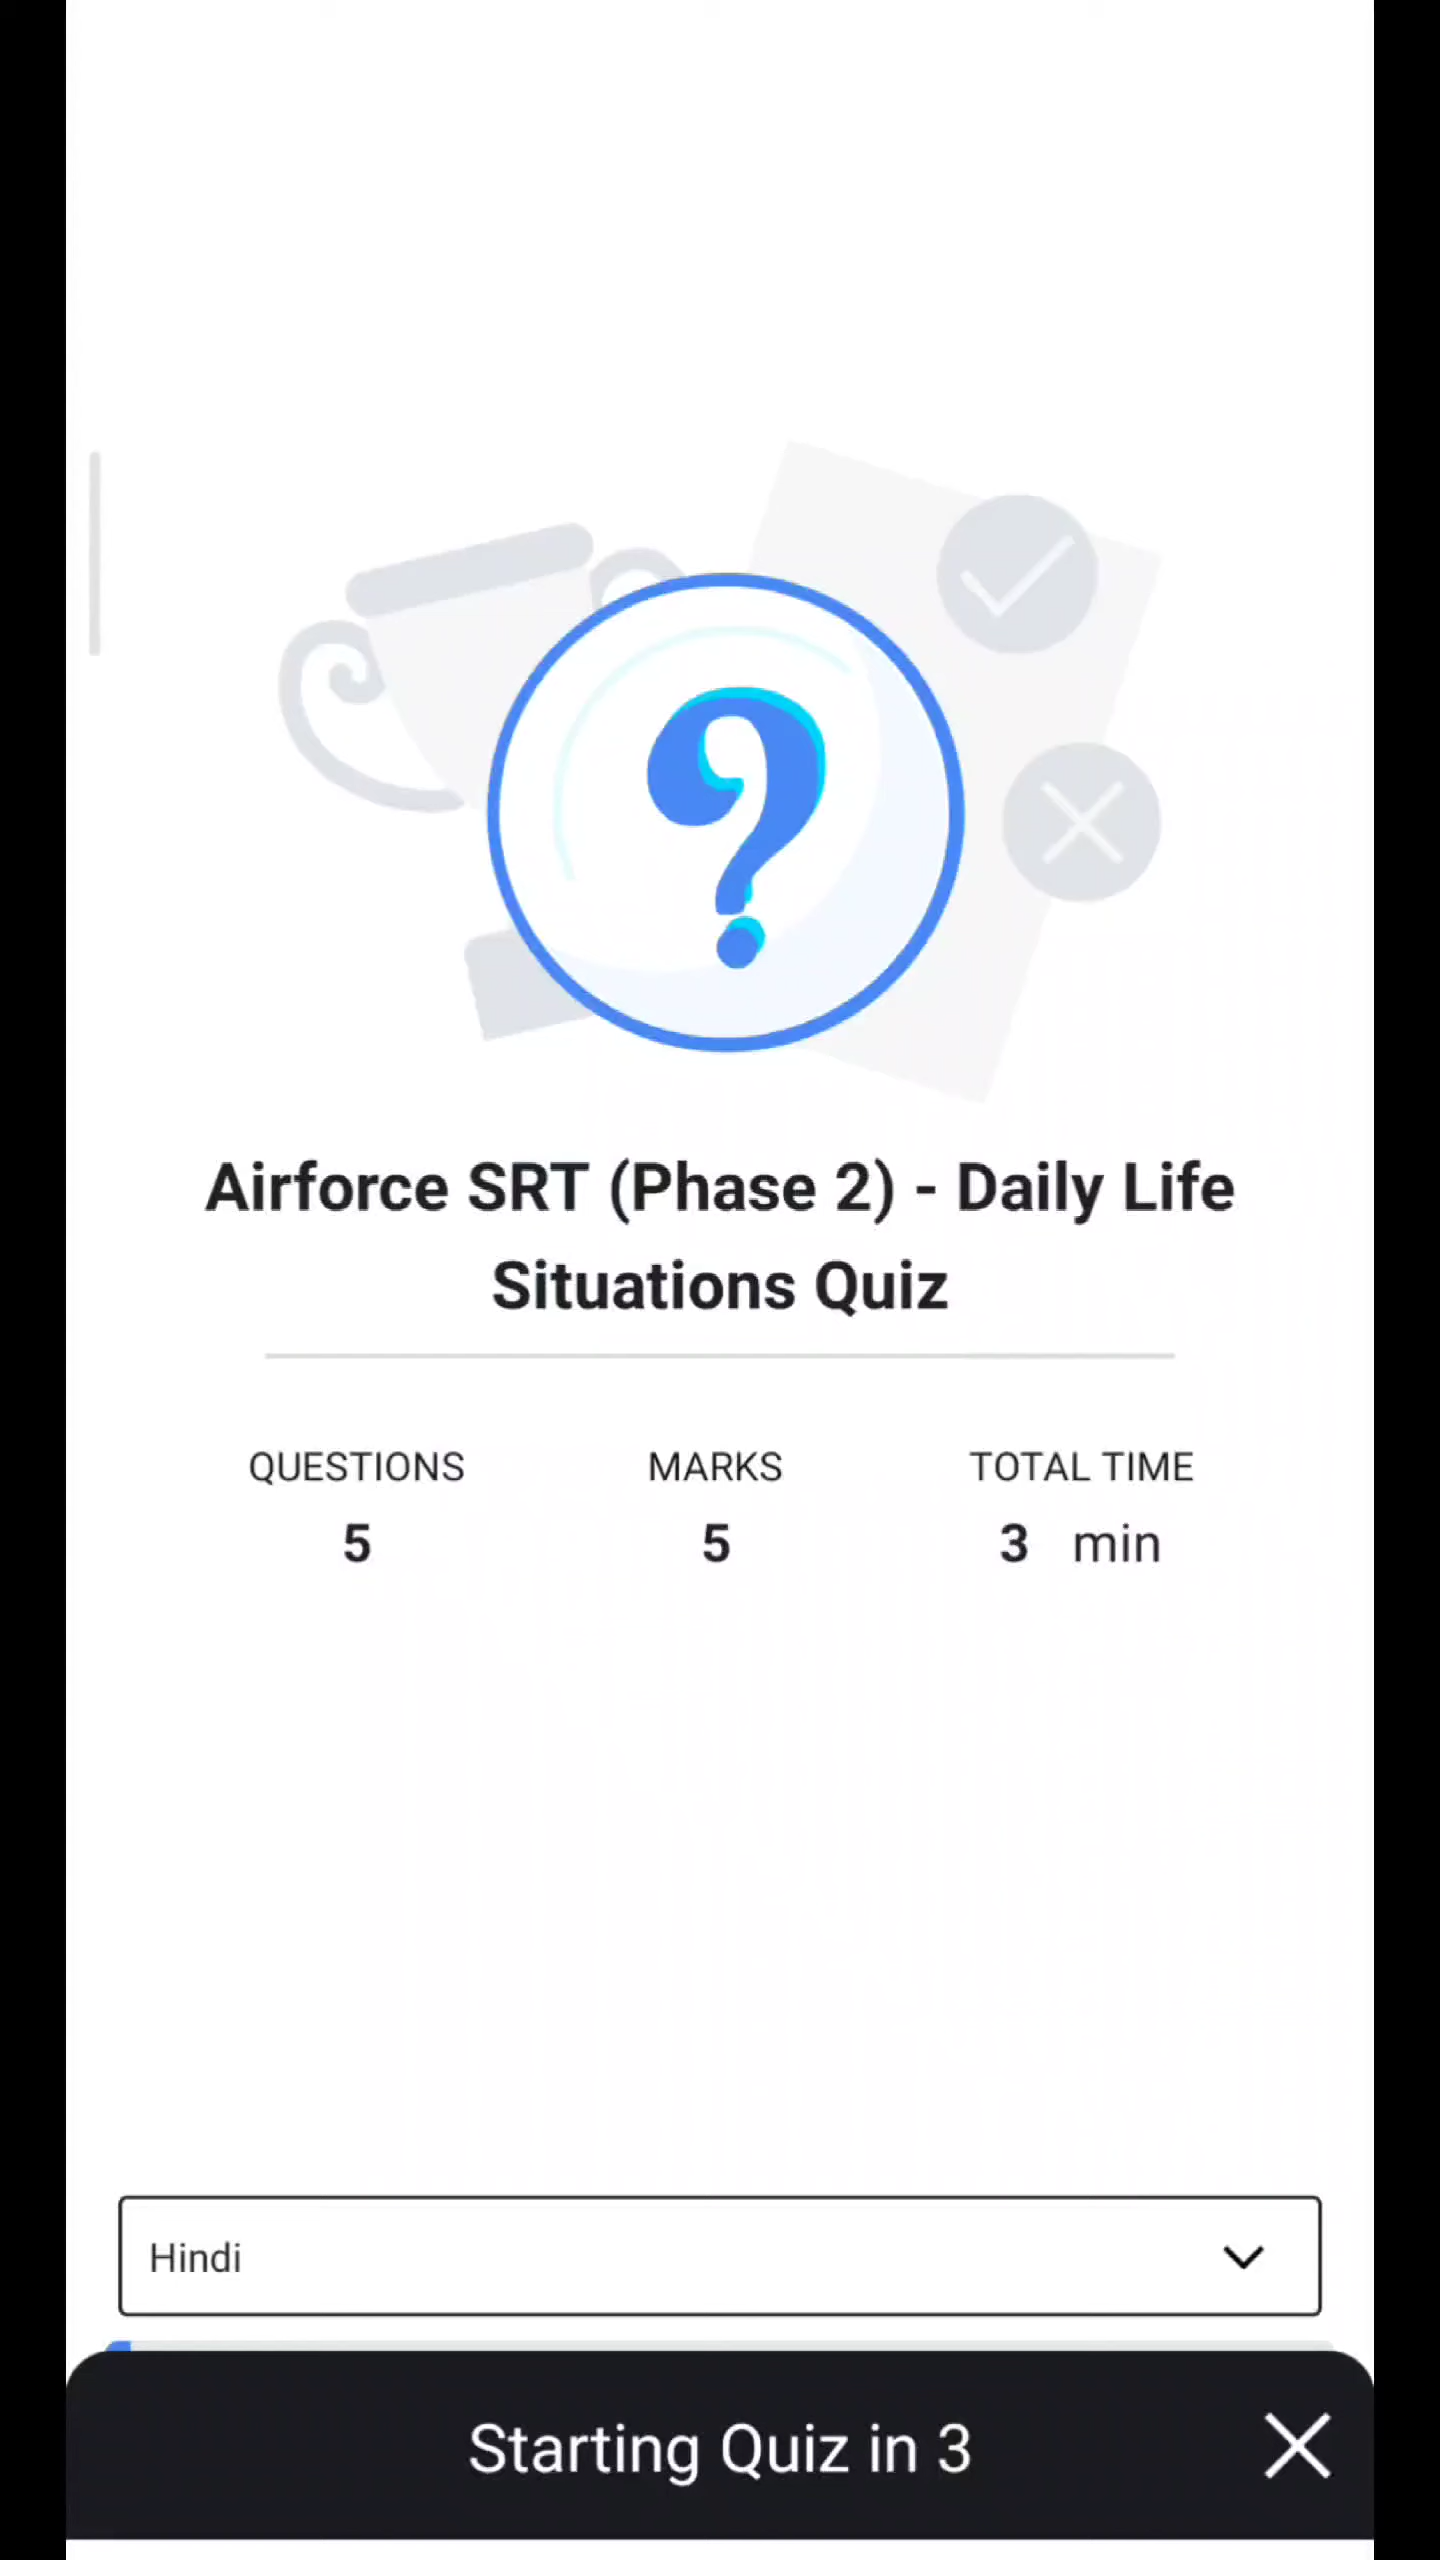 Airforce SRT (Phase 2) - Daily Life
Situations Quiz
QUESTIONS MARKS TOTAL TIME
5 5 3 min
Hindi
Starting Quiz in 3